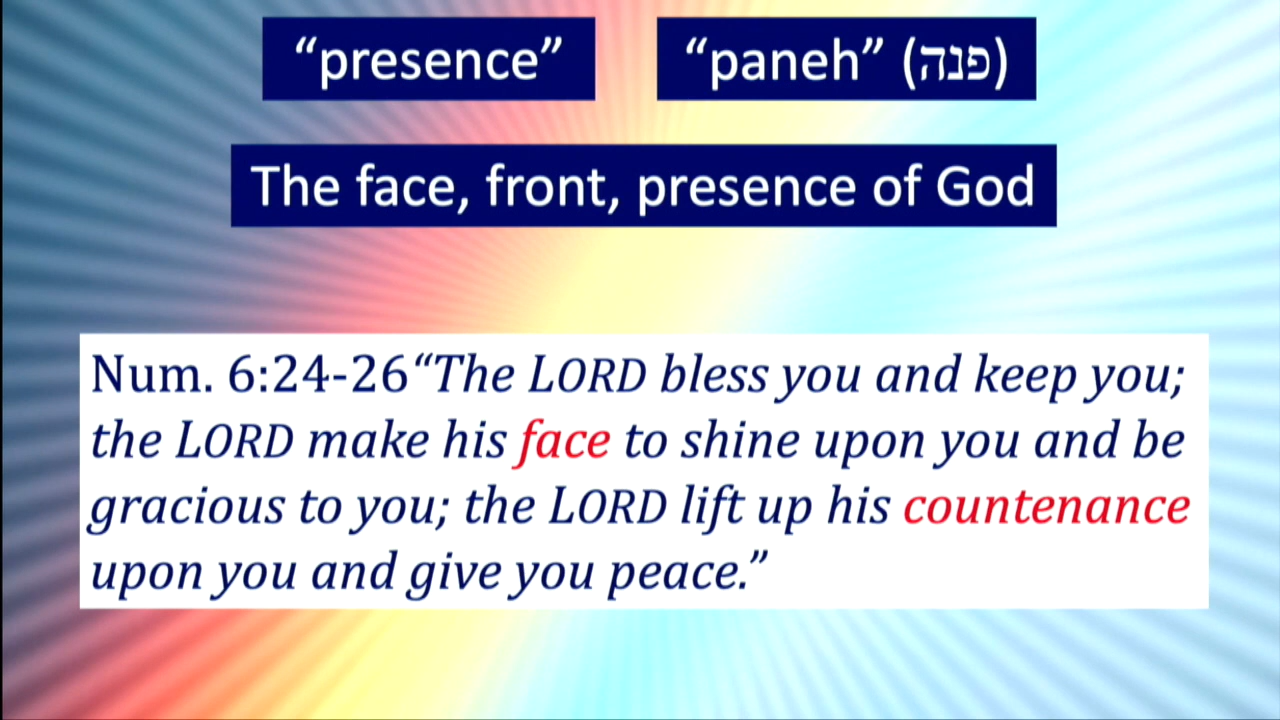 “presence”
“paneh” (פנה)
The face, front, presence of God
Num. 6:24-26“The LORD bless you and keep you;
the LORD make his face to shine upon you and be
gracious to you; the LORD lift up his countenance
upon you and give you peace.”